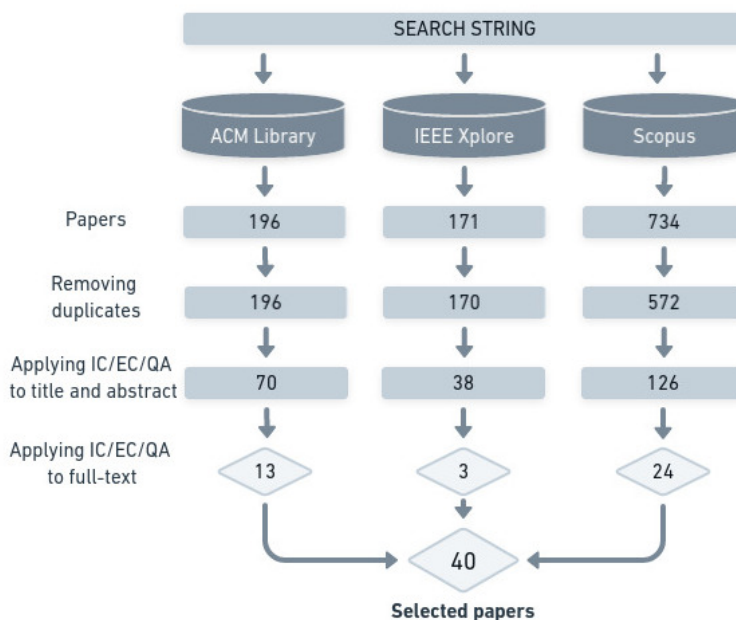 SEARCH STRING
ACM Library
IEEE Xplore
Scopus
Papers
196
171
734
Removing
duplicates
196
170
572
Applying IC/EC/QA
to title and abstract
70
38
126
Applying IC/EC/QA
to full-text
13
3
24
40
Selected papers